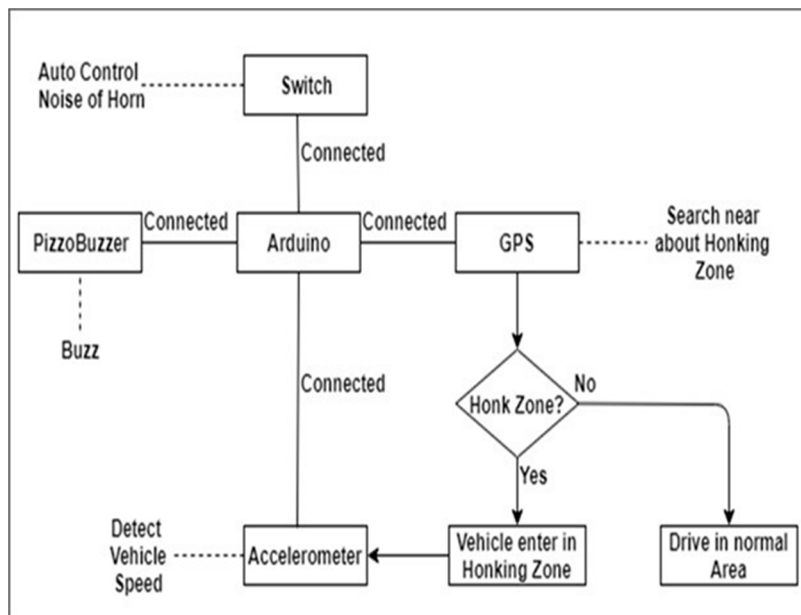 Auto Control
Noise of Horn
Switch
Connected
PizzoBuzzer
Connected
Arduino
Connected
GPS
Search near
about Honking
Zone
Buzz
Connected
Honk Zone?
No
Yes
Detect
Vehicle
Speed
Accelerometer
Vehicle enter in
Honking Zone
Drive in normal
Area